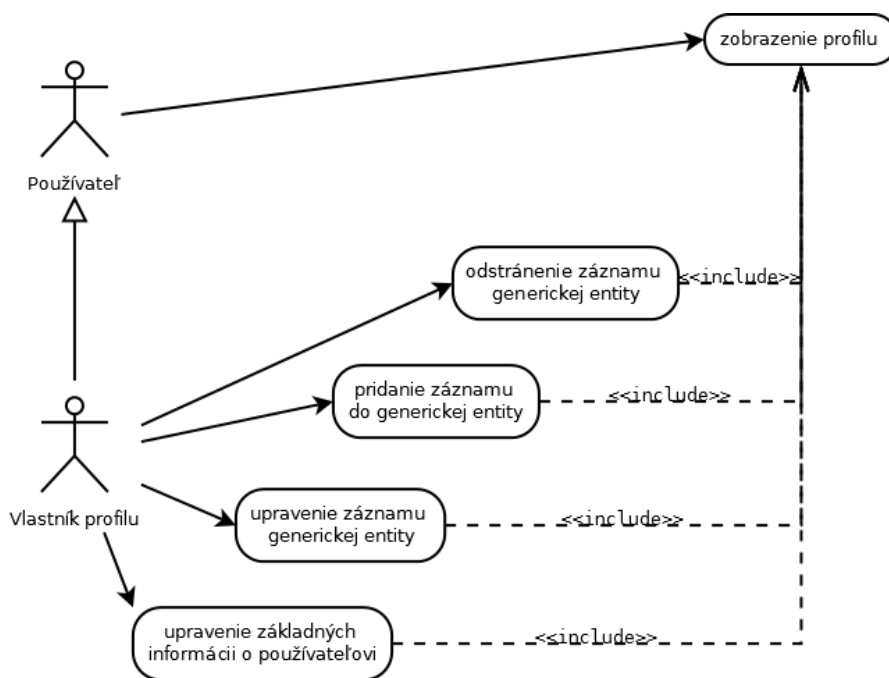 zobrazenie profilu
Používateľ
odstránenie záznamu
generickej entity
<<include>>
pridanie záznamu
do generickej entity
<<include>>
Vlastník profilu
upravenie záznamu
generickej entity
<<include>>
upravenie základných
informácii o používateľovi
<<include>>